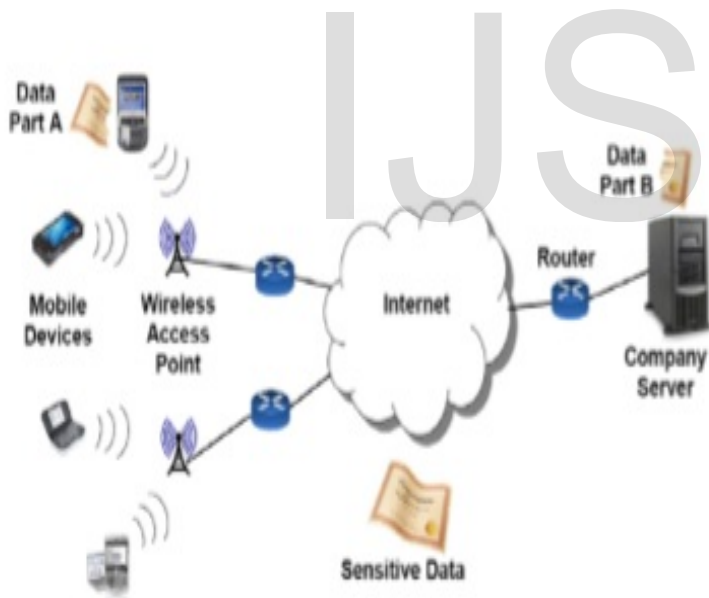 IJS
Data
Part A
Data
Part B
Router
Internet
Mobile
Devices
Wireless
Access
Point
Company
Server
Sensitive Data